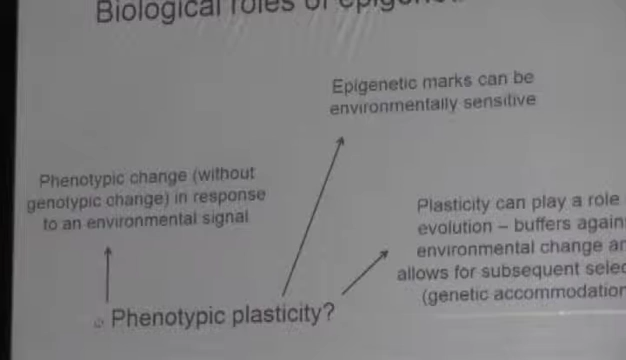 Biological roles of
Epigenetic marks can be
environmentally sensitive
Phenotypic change (without
genotypic change) in response
to an environmental signal
Plasticity can play a role
evolution – buffers
environmental change
allows for subsequent
(genetic accommodation
Phenotypic plasticity?